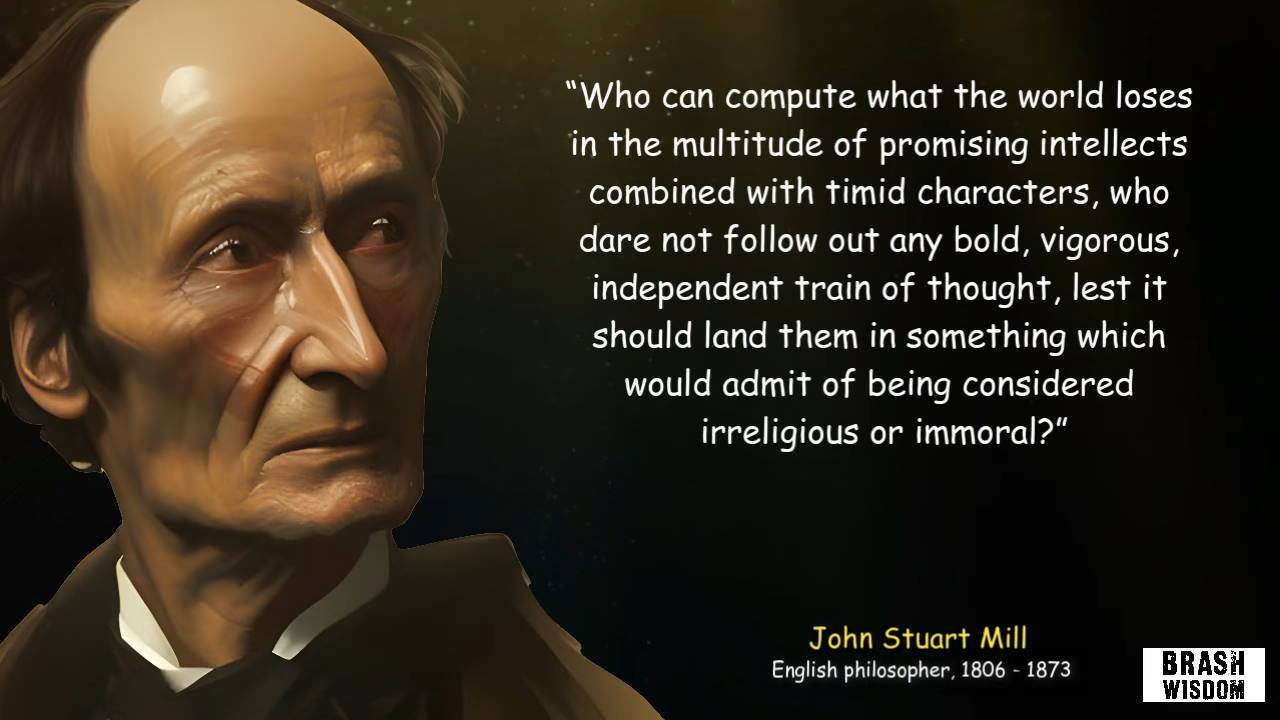 “Who can compute what the world loses
in the multitude of promising intellects
combined with timid characters, who
dare not follow out any bold, vigorous,
independent train of thought, lest it
should land them in something which
would admit of being considered
irreligious or immoral?”
John Stuart Mill
English philosopher, 1806 - 1873
BRASH
WISDOM